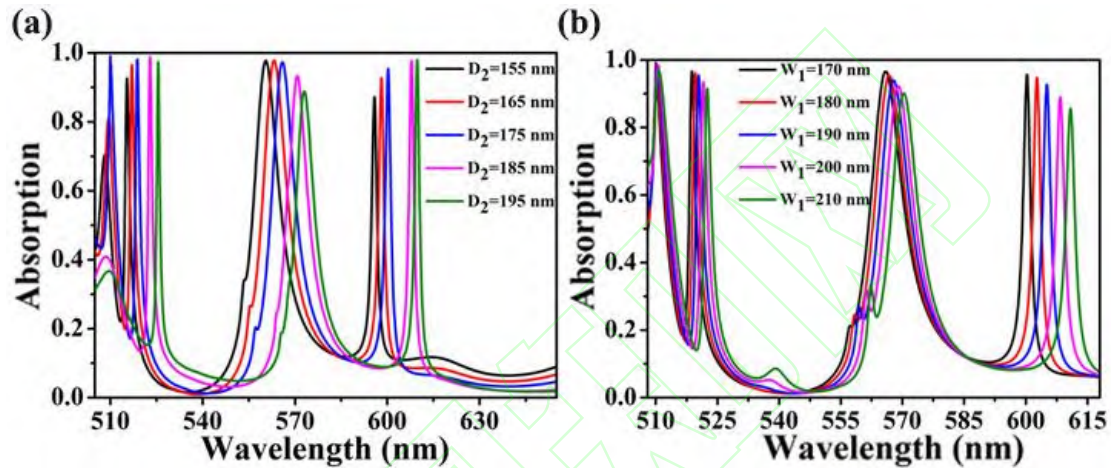 (a)
1.0
0.8
0.6
0.4
0.2
0.0
Absorption
D2=155 nm
D2=165 nm
D2=175 nm
D2=185 nm
D2=195 nm
510 540 570 600 630
Wavelength (nm)
(b)
1.0
0.8
0.6
0.4
0.2
0.0
Absorption
W1=170 nm
W1=180 nm
W1=190 nm
W1=200 nm
W1=210 nm
510 525 540 555 570 585 600 615
Wavelength (nm)